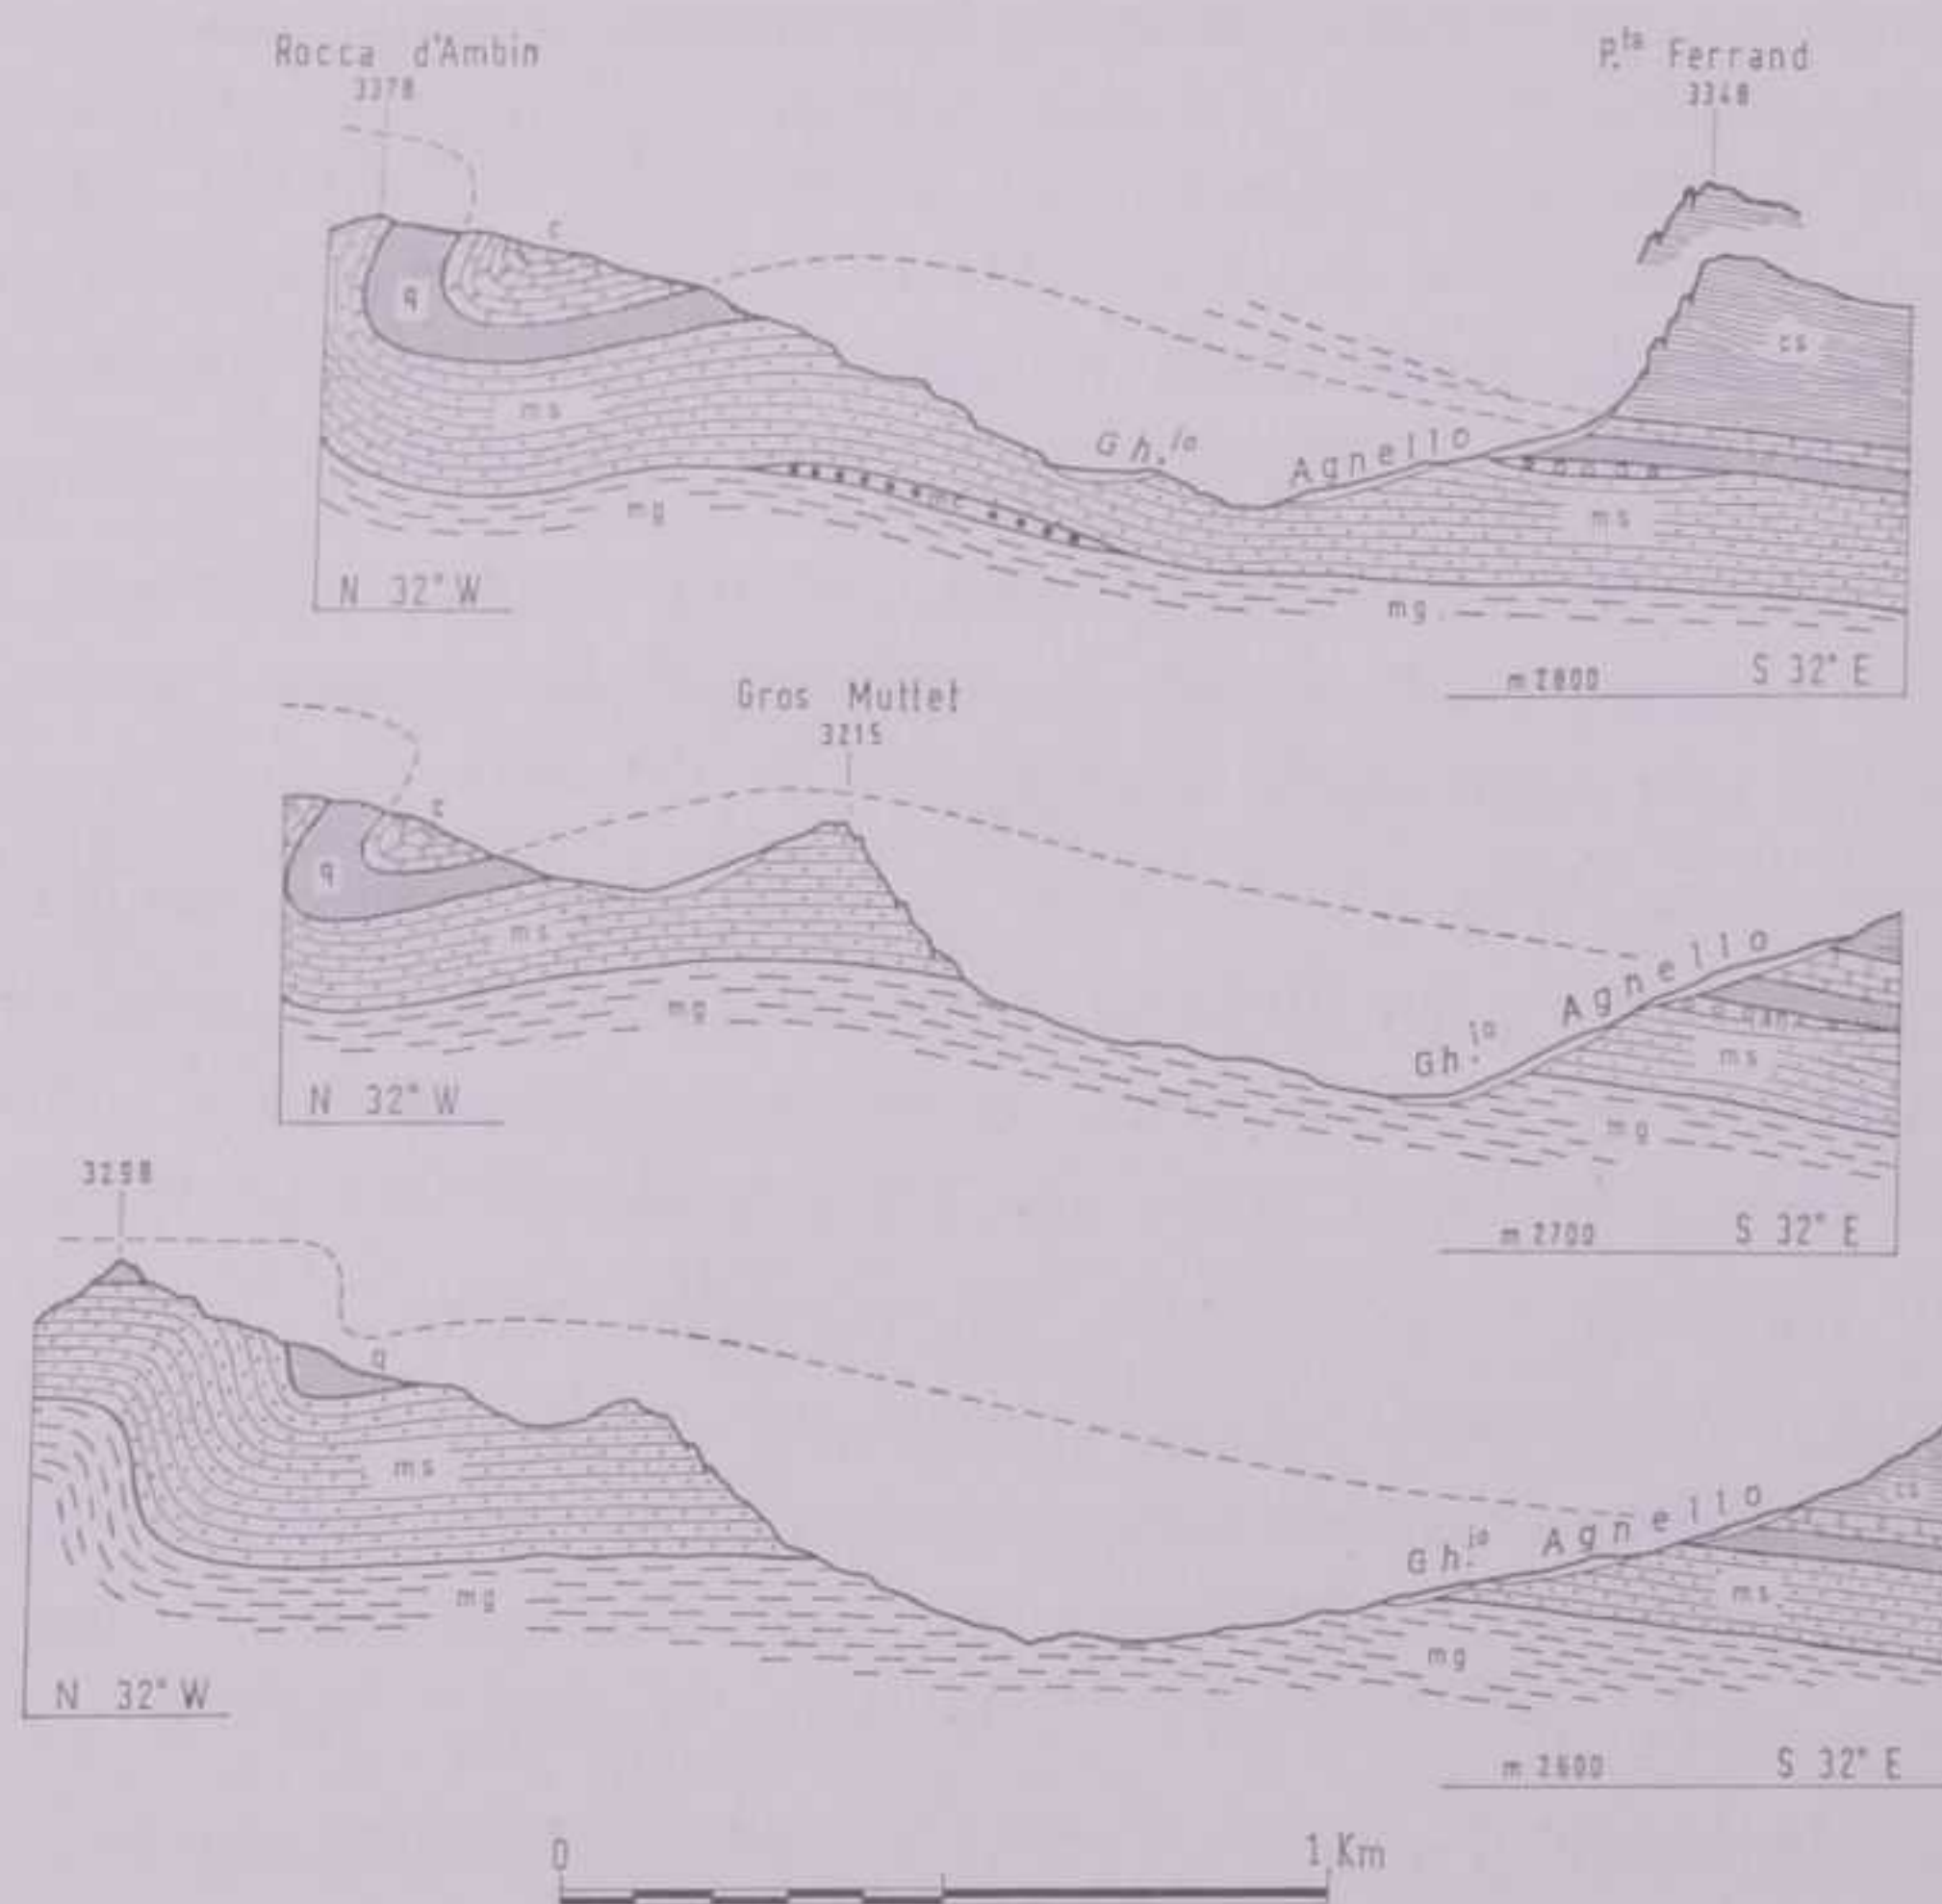 Rocca d'Ambin
3378
P.ta Ferrand
3348
c
q
cs
ms
Gh.io Agnello
ms
mg
mg
N 32° W
m 2800
S 32° E
Gros Muttet
3215
c
q
ms
Gh.io Agnello
ms
mg
mg
N 32° W
m 2700
S 32° E
3298
q
ms
cs
Gh.io Agnello
ms
mg
mg
N 32° W
m 2600
S 32° E
0
1 Km